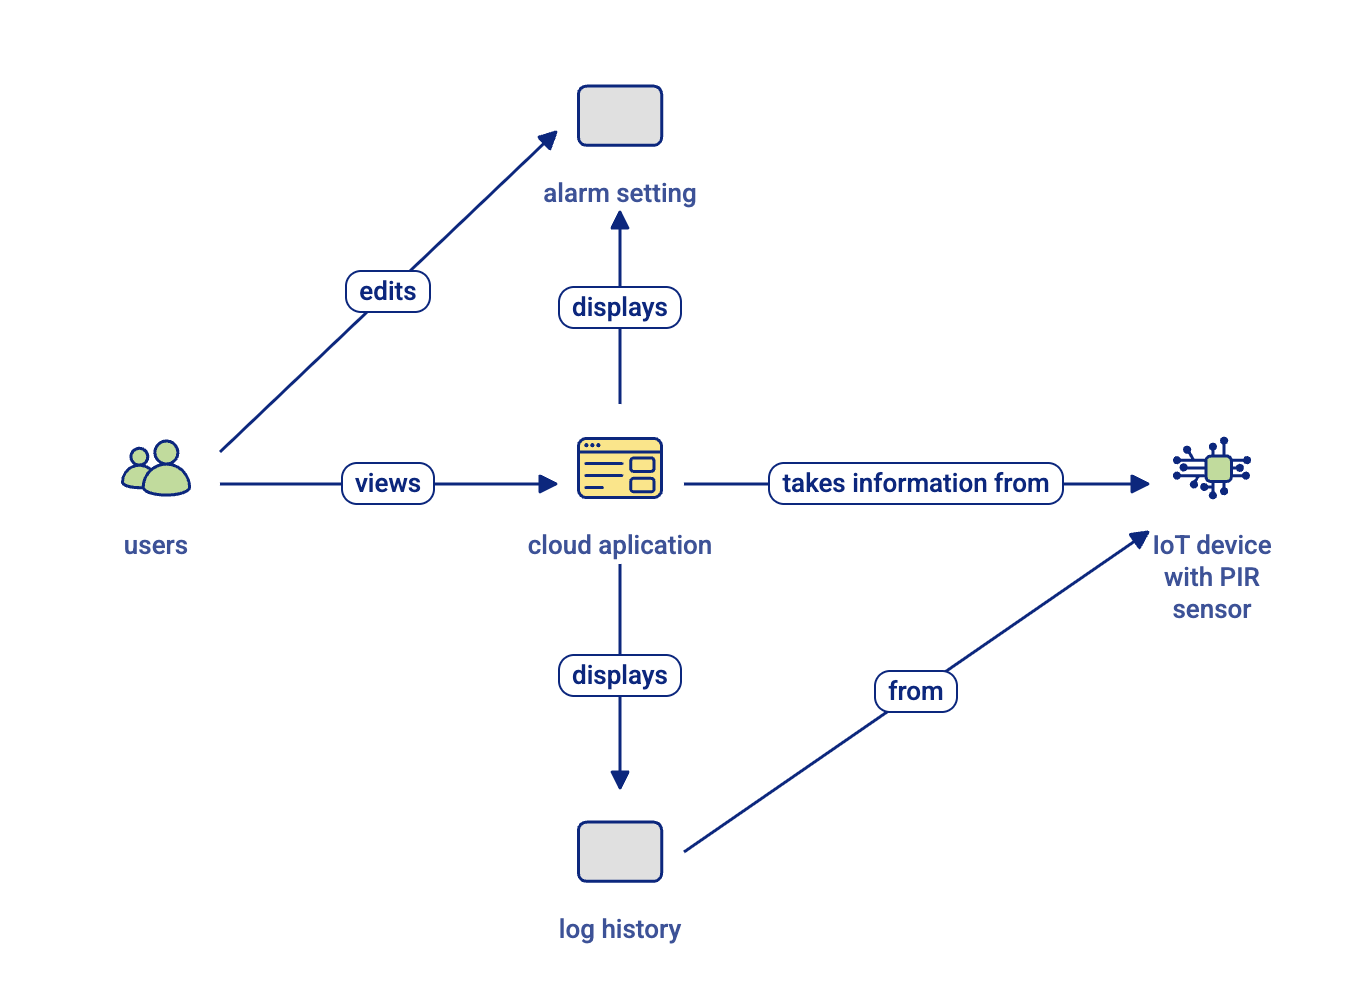 alarm setting
edits
displays
views
takes information from
users
cloud aplication
IoT device
with PIR
sensor
displays
from
log history